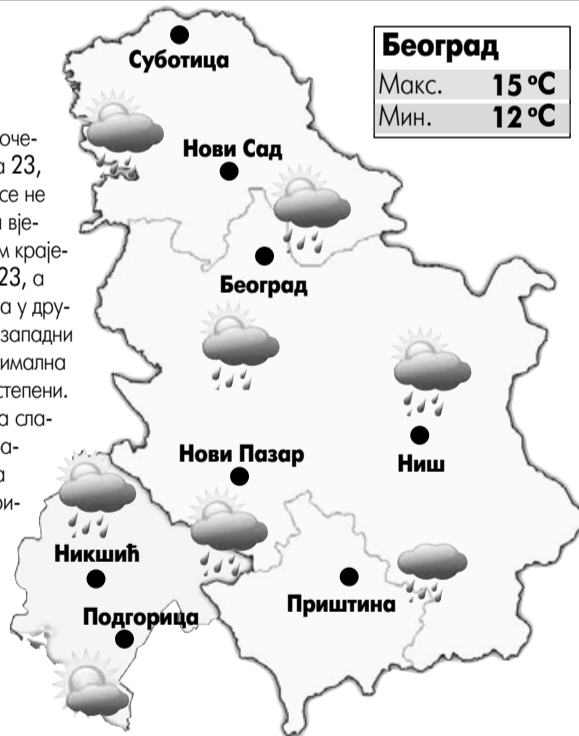 Београд
Макс. 15 °C
Мин. 12 °C
Суботица
Нови Сад
Београд
Нови Пазар
Ниш
Никшић
Приштина
Подгорица
оче-
а 23,
се не
вје-
м краје-
23, а
а у дру-
западни
имална
степени.
а сла-
а-
а
ри-